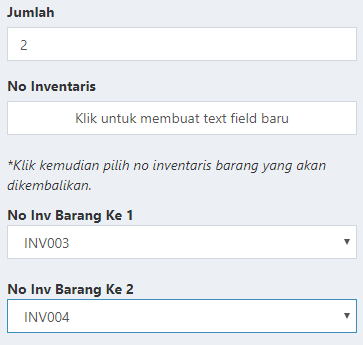 Jumlah
2
No Inventaris
Klik untuk membuat text field baru
*Klik kemudian pilih no inventaris barang yang akan
dikembalikan.
No Inv Barang Ke 1
INV003
No Inv Barang Ke 2
INV004